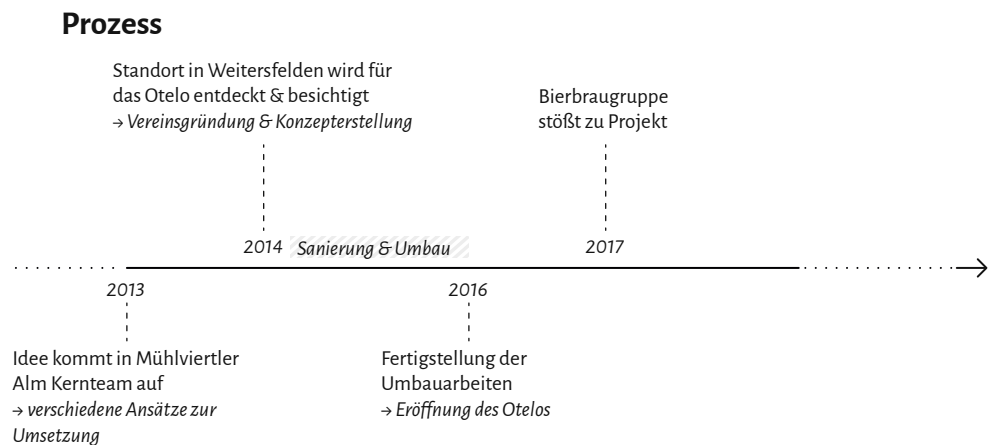 Prozess
Standort in Weitersfelden wird für
das Otelo entdeckt & besichtigt
→ Vereinsgründung & Konzepterstellung
Bierbraugruppe
stößt zu Projekt
2014
Sanierung & Umbau
2017
2013
2016
Idee kommt in Mühlviertler
Alm Kernteam auf
→ verschiedene Ansätze zur
Umsetzung
Fertigstellung der
Umbauarbeiten
→ Eröffnung des Otelos